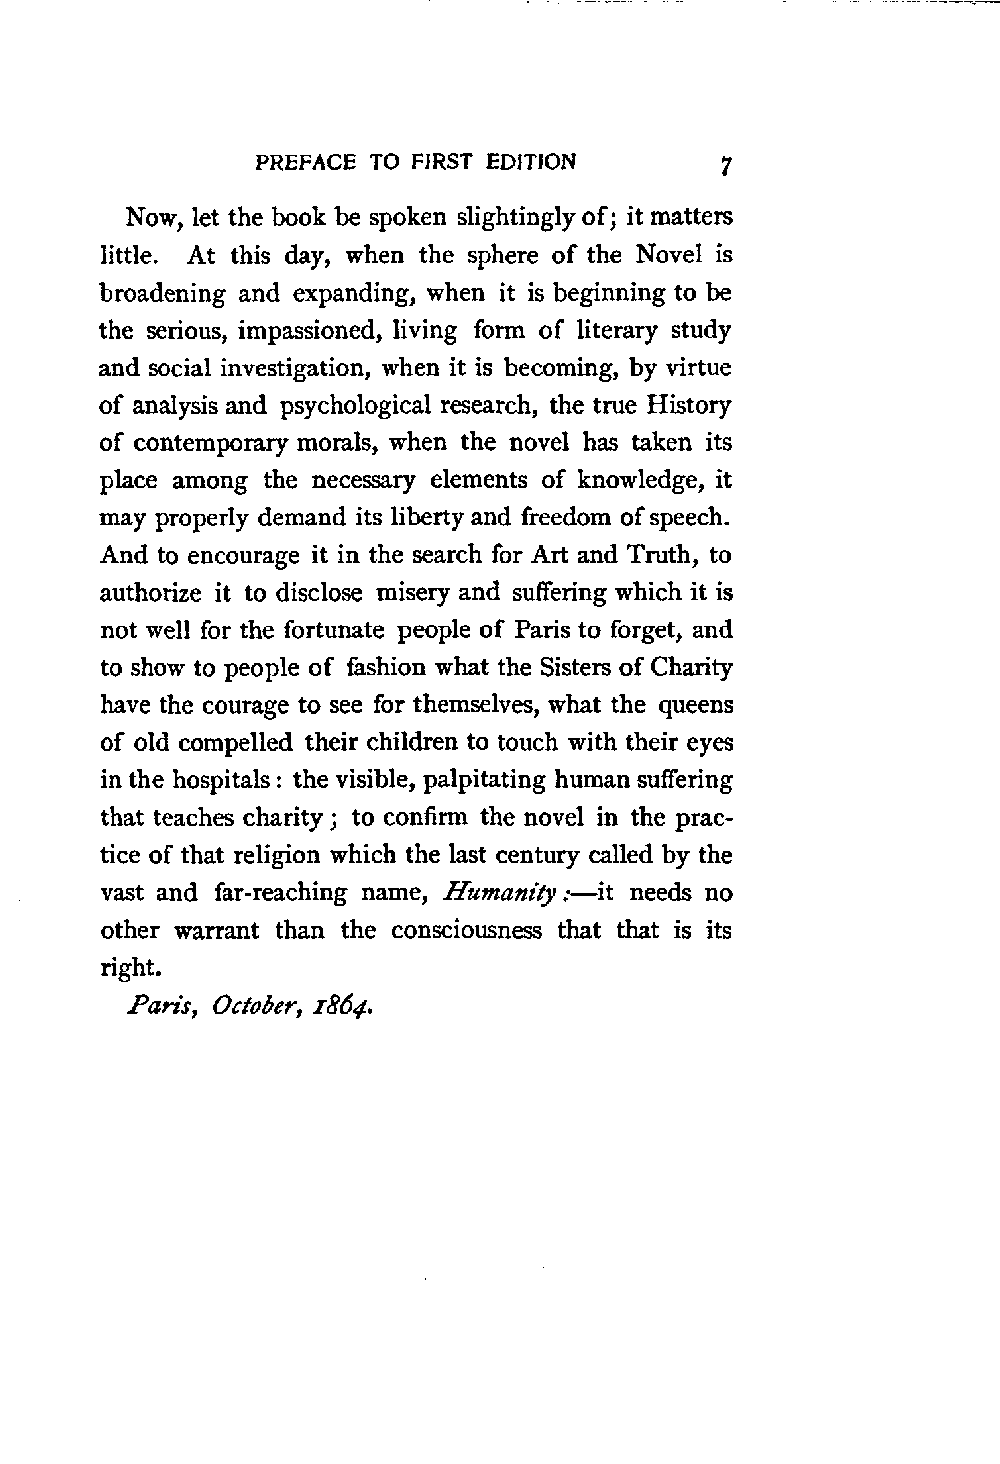 PREFACE TO FIRST EDITION 7
Now, let the book be spoken slightingly of; it matters
little. At this day, when the sphere of the Novel is
broadening and expanding, when it is beginning to be
the serious, impassioned, living form of literary study
and social investigation, when it is becoming, by virtue
of analysis and psychological research, the true History
of contemporary morals, when the novel has taken its
place among the necessary elements of knowledge, it
may properly demand its liberty and freedom of speech.
And to encourage it in the search for Art and Truth, to
authorize it to disclose misery and suffering which it is
not well for the fortunate people of Paris to forget, and
to show to people of fashion what the Sisters of Charity
have the courage to see for themselves, what the queens
of old compelled their children to touch with their eyes
in the hospitals: the visible, palpitating human suffering
that teaches charity; to confirm the novel in the prac-
tice of that religion which the last century called by the
vast and far-reaching name, Humanity:—it needs no
other warrant than the consciousness that that is its
right.
Paris, October, 1864.